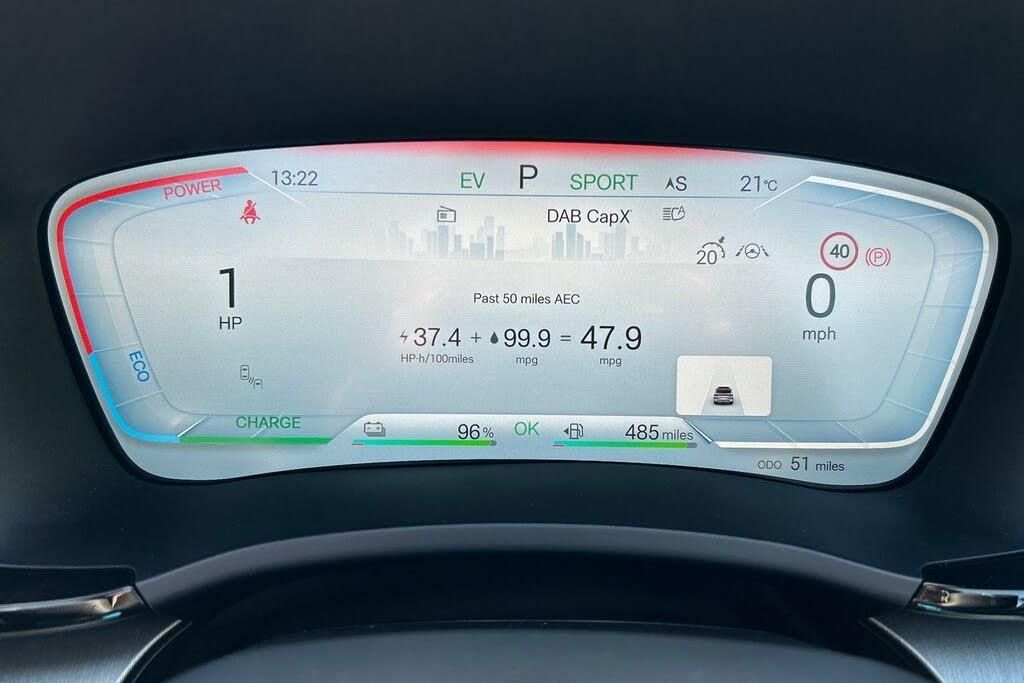 POWER
13:22
EV P SPORT
AS
21°C
DAB CapX
A
20
40
(P)
1
HP
0
mph
Past 50 miles AEC
37.4 + 99.9 = 47.9
HP·h/100miles mpg mpg
ECO
CHARGE
96%
OK
485 miles
ODO 51 miles